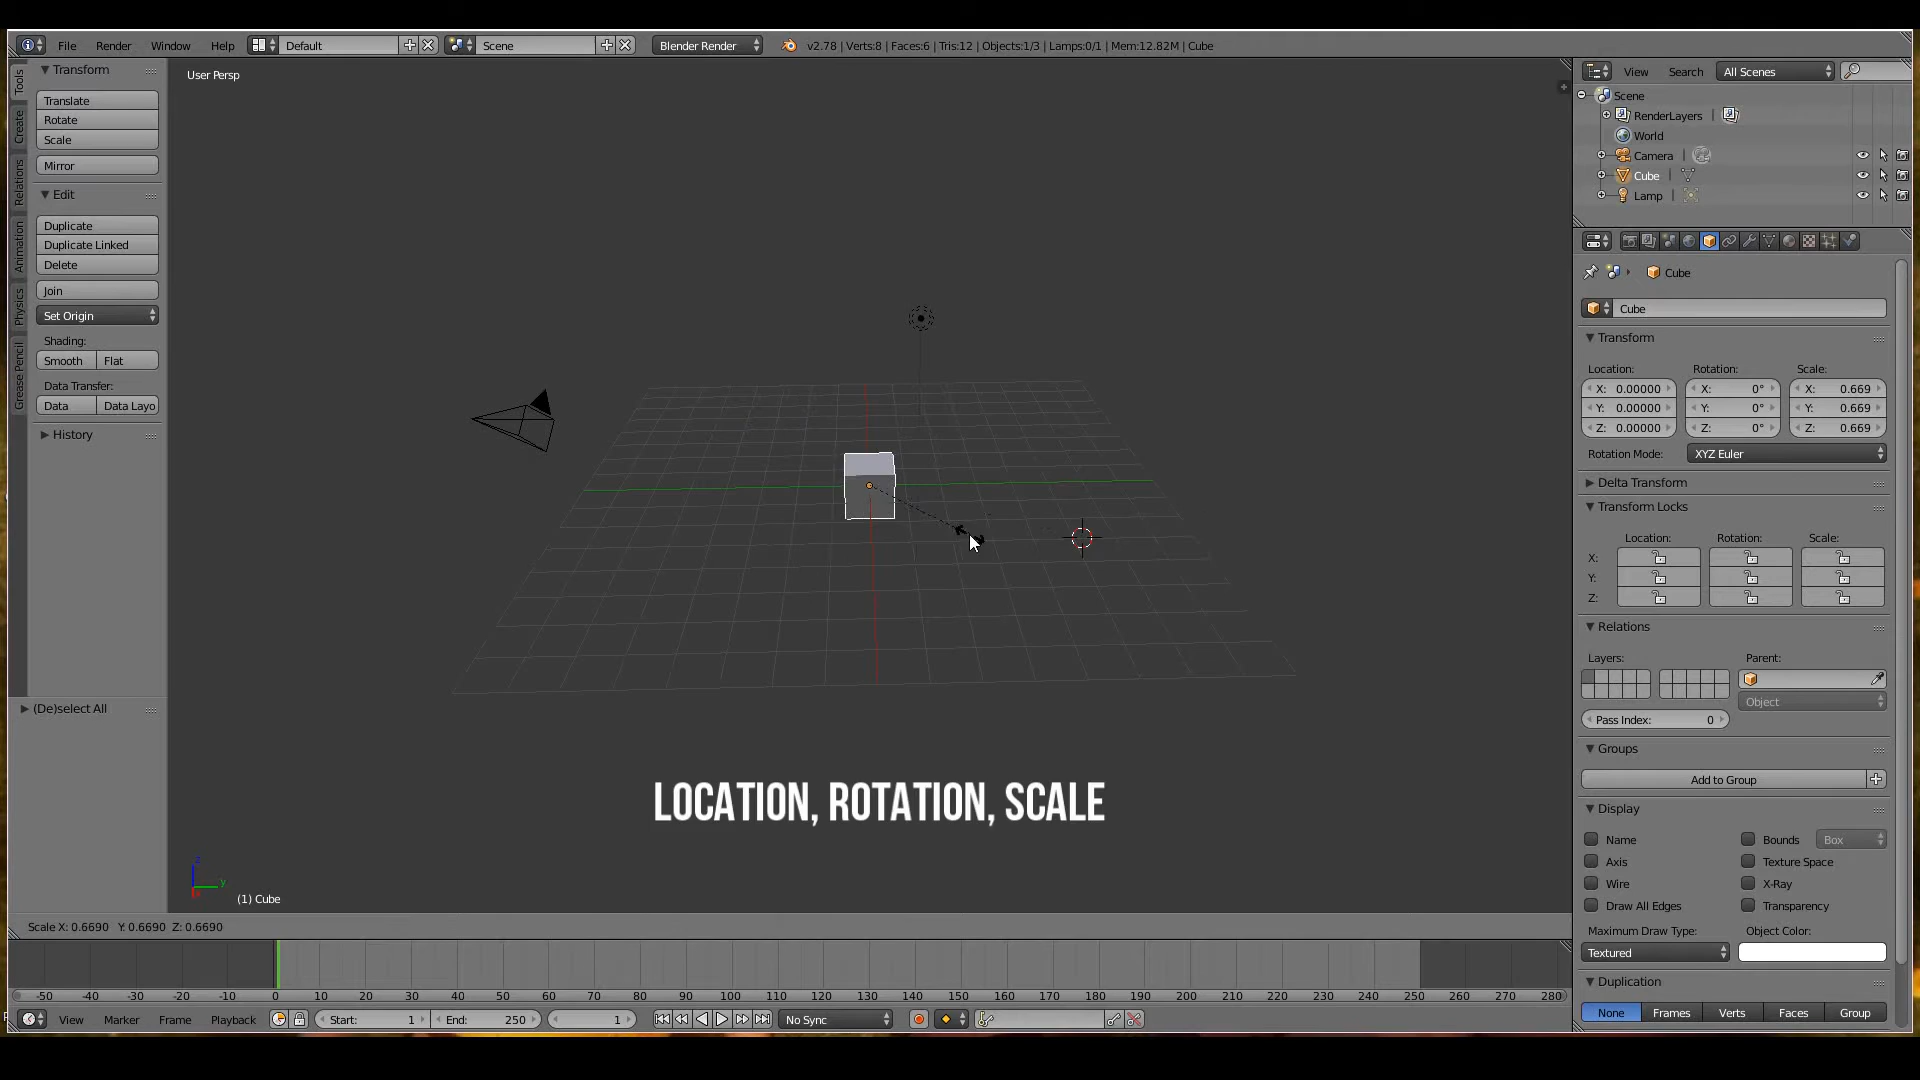 File Render Window Help Default Scene Blender Render v2.78 | Verts:8 | Faces:6 | Tris:12 | Objects:1/3 | Lamps:0/1 | Mem:12.82M | Cube
Tools
Create
Relations
Animation
Physics
Grease Pencil
Transform
Translate
Rotate
Scale
Mirror
Edit
Duplicate
Duplicate Linked
Delete
Join
Set Origin
Shading:
Smooth Flat
Data Transfer:
Data Data Layo
History
(De)select All
User Persp
LOCATION, ROTATION, SCALE
z
y
(1) Cube
Scale X: 0.6690 Y: 0.6690 Z: 0.6690
-50 -40 -30 -20 -10 0 10 20 30 40 50 60 70 80 90 100 110 120 130 140 150 160 170 180 190 200 210 220 230 240 250 260 270 280
View Marker Frame Playback Start: 1 End: 250 1 No Sync
View Search All Scenes
Scene
RenderLayers
World
Camera
Cube
Lamp
Cube
Cube
Transform
Location: Rotation: Scale:
X: 0.00000 X: 0° X: 0.669
Y: 0.00000 Y: 0° Y: 0.669
Z: 0.00000 Z: 0° Z: 0.669
Rotation Mode: XYZ Euler
Delta Transform
Transform Locks
Location: Rotation: Scale:
X:
Y:
Z:
Relations
Layers: Parent:
Object
Pass Index: 0
Groups
Add to Group
Display
Name Bounds Box
Axis Texture Space
Wire X-Ray
Draw All Edges Transparency
Maximum Draw Type: Object Color:
Textured
Duplication
None Frames Verts Faces Group